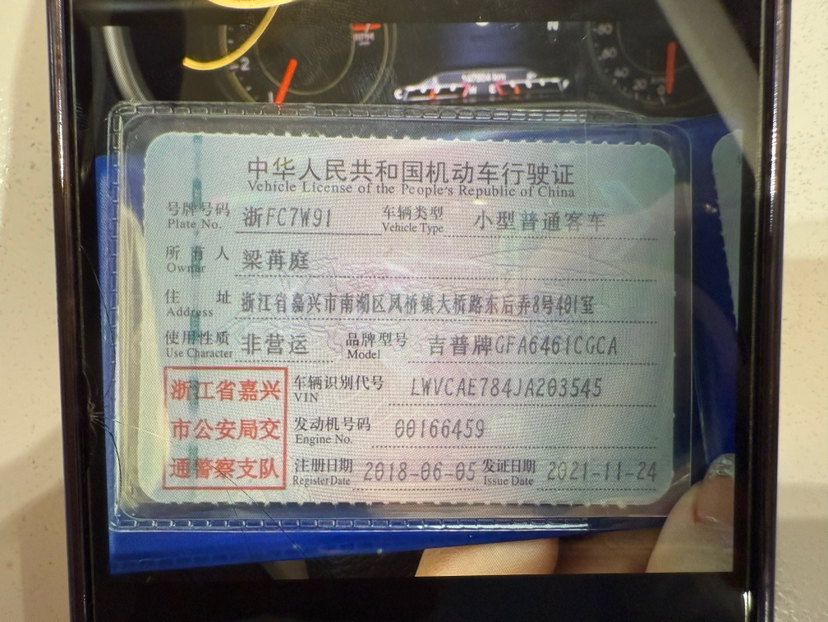 中华人民共和国机动车行驶证
Vehicle License of the People's Republic of China
号牌号码 浙FC7W91 车辆类型 小型普通客车
Plate No. Vehicle Type
所有人 梁苒庭
Owner
住址 浙江省嘉兴市南湖区凤桥镇大桥路东后弄8号401室
Address
使用性质 非营运 品牌型号 吉普牌GFA6461CGCA
Use Character Model
浙江省嘉兴 车辆识别代号 LWVCAE784JA203545
VIN
市公安局交 发动机号码 00166459
Engine No.
通警察支队 注册日期 2018-06-05 发证日期 2021-11-24
Register Date Issue Date